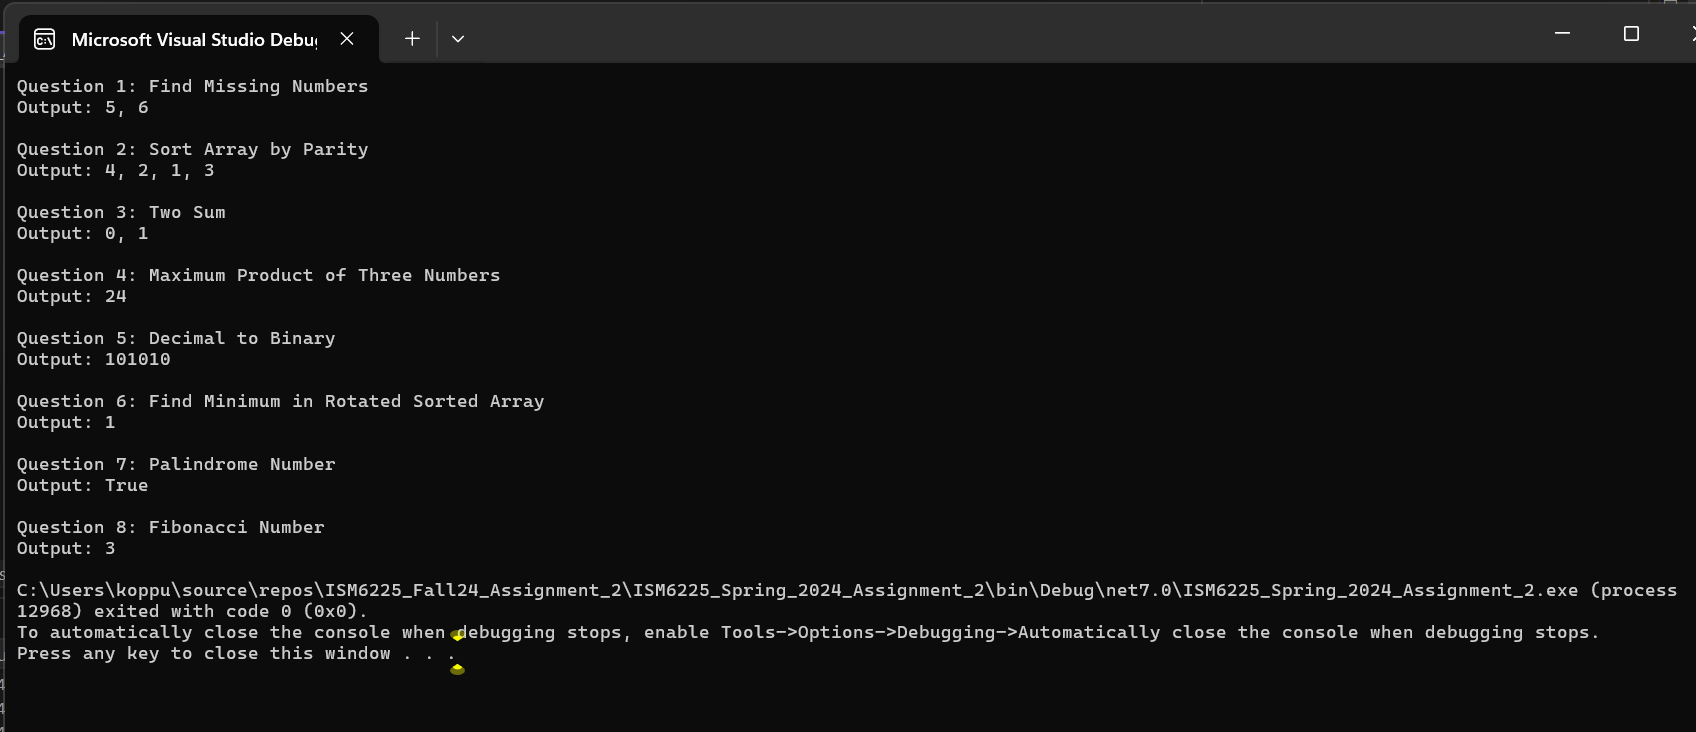 Microsoft Visual Studio Debu
Question 1: Find Missing Numbers
Output: 5, 6
Question 2: Sort Array by Parity
Output: 4, 2, 1, 3
Question 3: Two Sum
Output: 0, 1
Question 4: Maximum Product of Three Numbers
Output: 24
Question 5: Decimal to Binary
Output: 101010
Question 6: Find Minimum in Rotated Sorted Array
Output: 1
Question 7: Palindrome Number
Output: True
Question 8: Fibonacci Number
Output: 3
C:\Users\koppu\source\repos\ISM6225_Fall24_Assignment_2\ISM6225_Spring_2024_Assignment_2\bin\Debug\net7.0\ISM6225_Spring_2024_Assignment_2.exe (process
12968) exited with code 0 (0x0).
To automatically close the console when debugging stops, enable Tools->Options->Debugging->Automatically close the console when debugging stops.
Press any key to close this window . . .